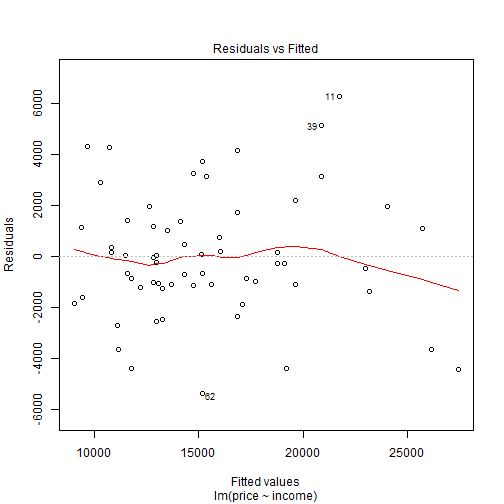 Residuals vs Fitted
Residuals
6000
4000
2000
0
-2000
-4000
-6000
11
39
62
10000 15000 20000 25000
Fitted values
lm(price ~ income)